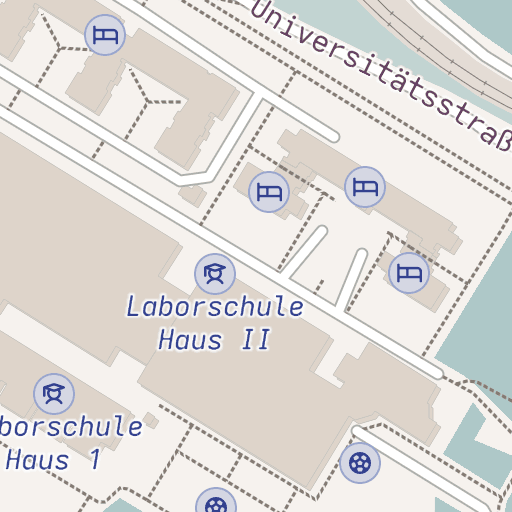 Universitätsstraß
Laborschule
Haus II
borschule
Haus 1